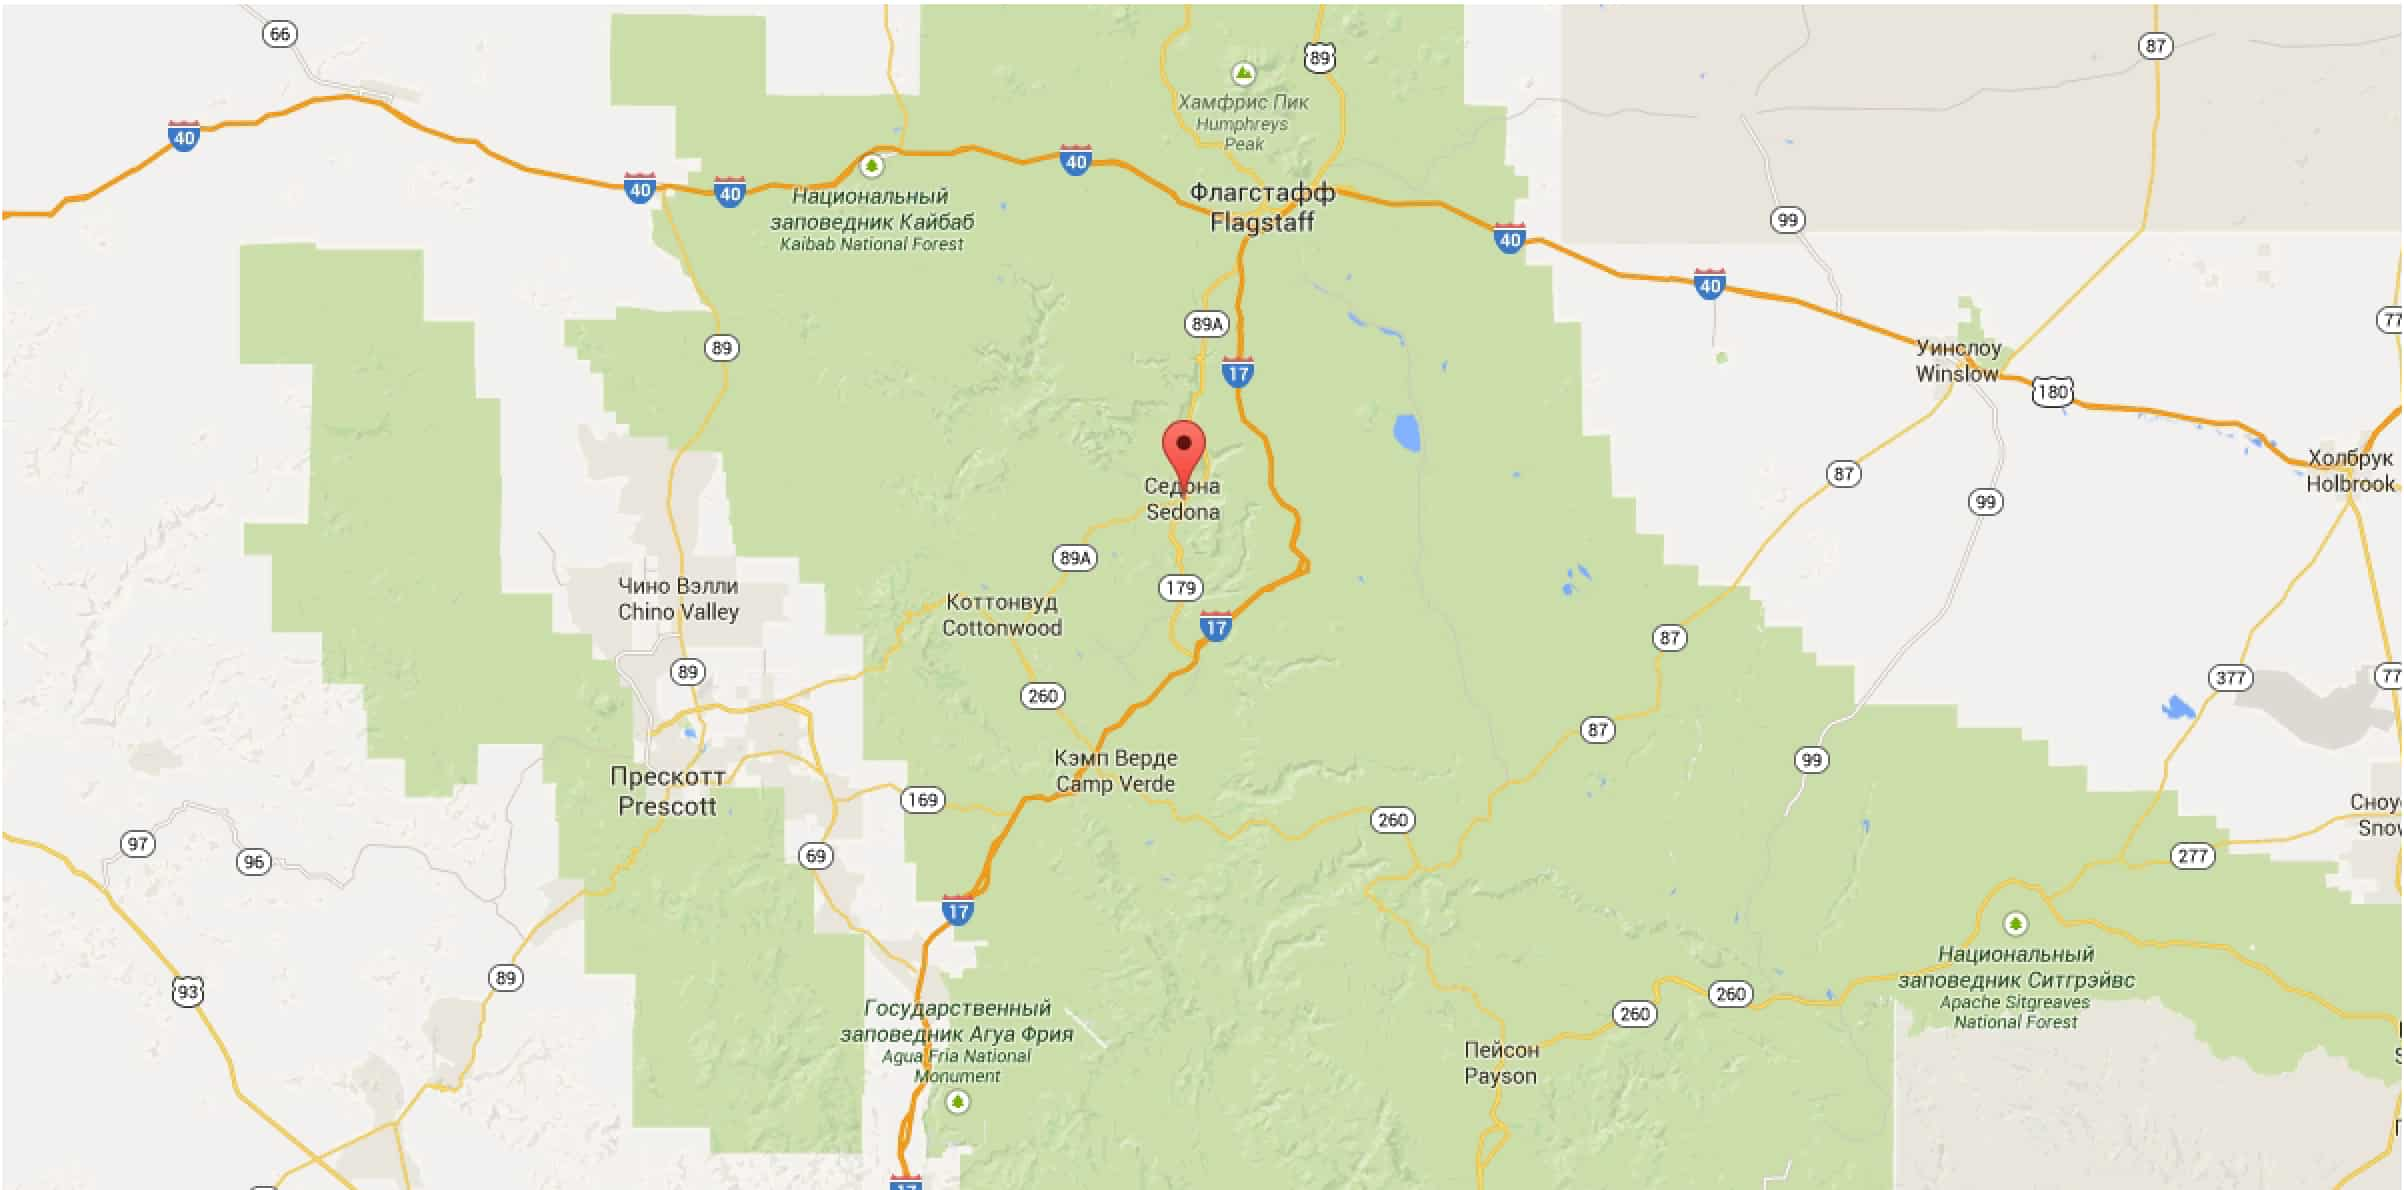 66
89
87
Хамфрис Пик
Humphreys
Peak
40
40
40
40
Национальный
заповедник Кайбаб
Kaibab National Forest
Флагстафф
Flagstaff
40
99
40
89
89A
17
77
Уинслоу
Winslow
180
Седона
Sedona
87
99
Холбрук
Holbrook
89A
179
Чино Вэлли
Chino Valley
Коттонвуд
Cottonwood
17
87
89
260
377
77
87
99
Кэмп Верде
Camp Verde
Прескотт
Prescott
169
260
97
96
69
277
17
89
93
Национальный
заповедник Ситгрэйвс
Apache Sitgreaves
National Forest
260
260
Государственный
заповедник Агуа Фрия
Agua Fria National
Monument
Пейсон
Payson
17